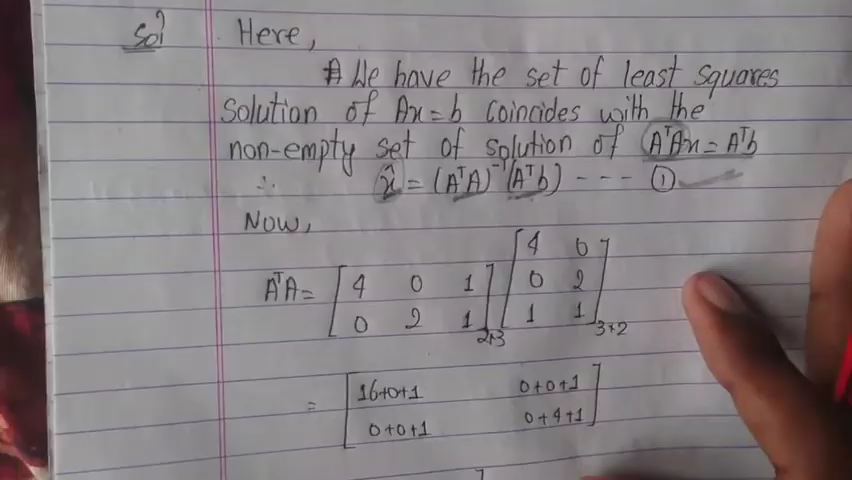 Solⁿ Here,
We have the set of least squares
solution of Ax=b coincides with the
non-empty set of solution of AᵀAx=Aᵀb
∴ x̂ = (AᵀA)⁻¹(Aᵀb) ---- ①
Now,
AᵀA = [4 0 1; 0 2 1]2×3 [4 0; 0 2; 1 1]3×2
= [16+0+1 0+0+1; 0+0+1 0+4+1]